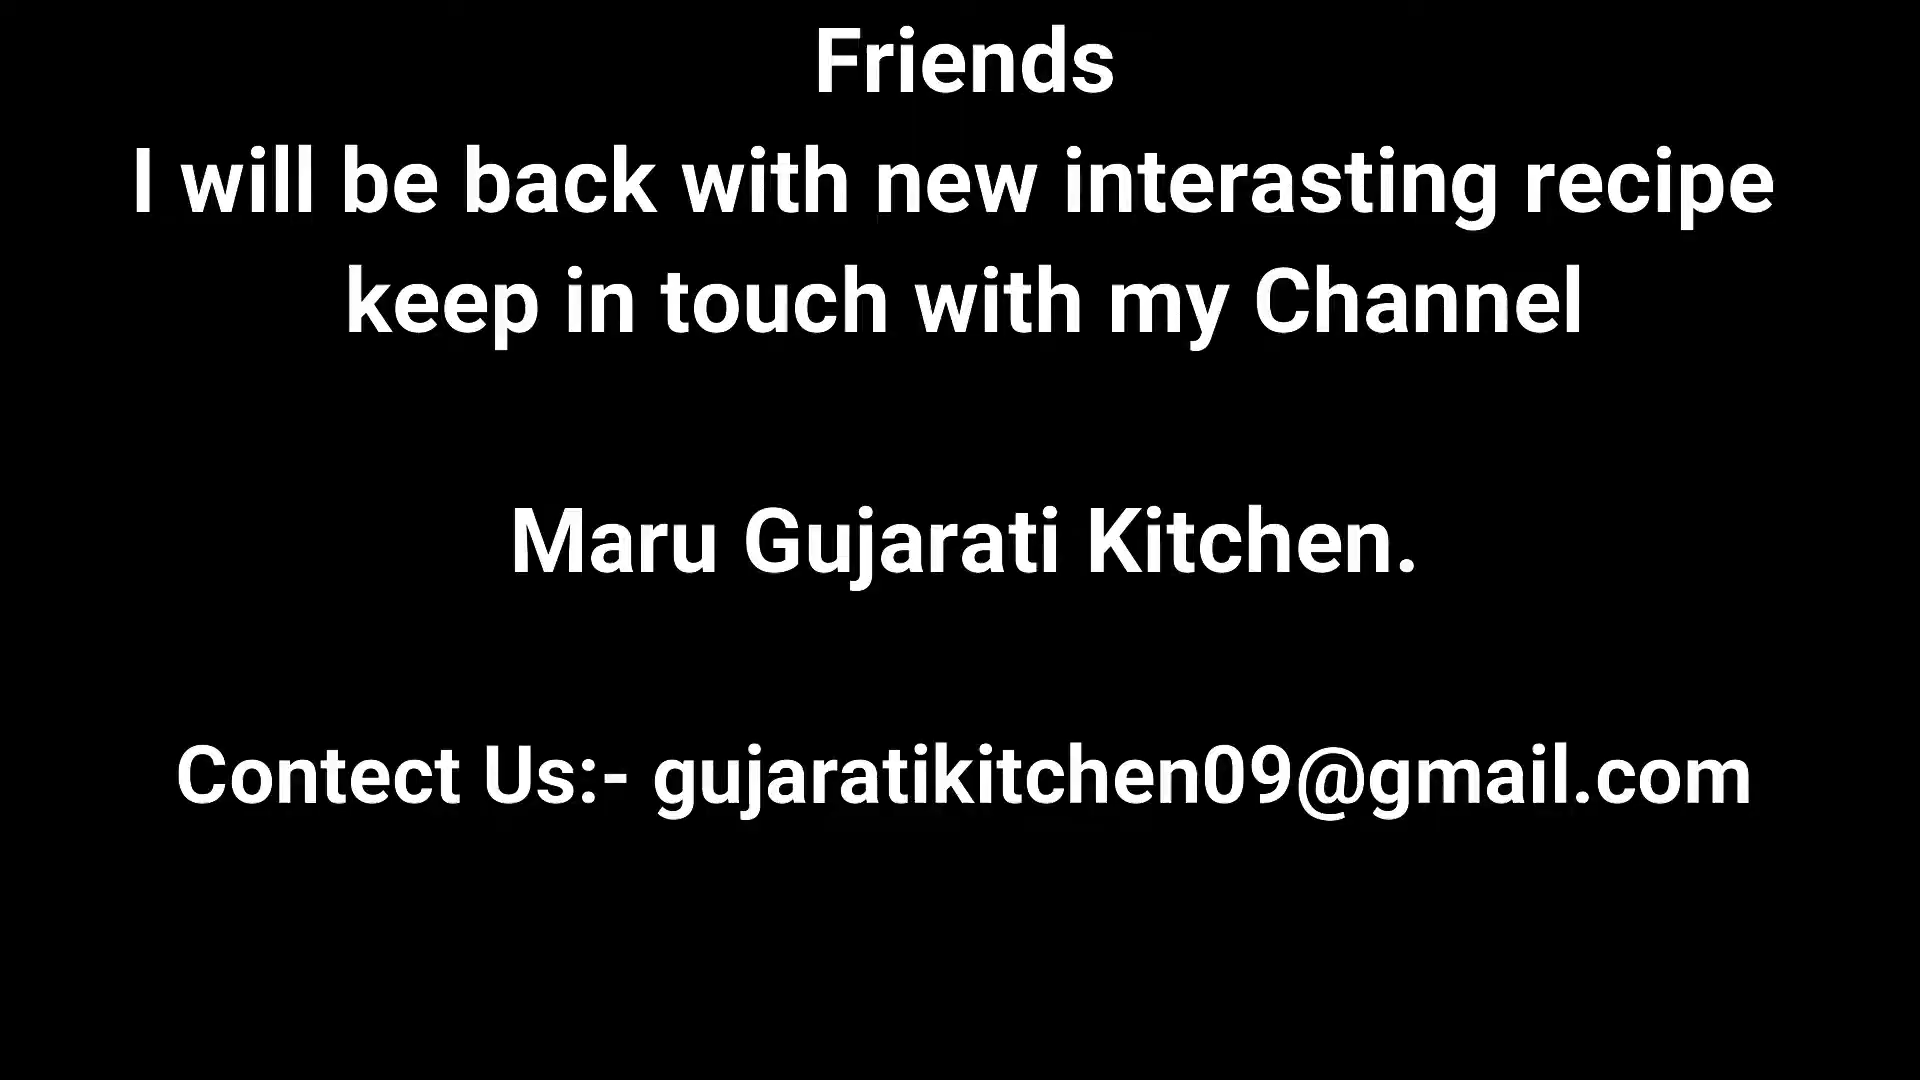 Friends
I will be back with new interasting recipe
keep in touch with my Channel
Maru Gujarati Kitchen.
Contect Us:- gujaratikitchen09@gmail.com